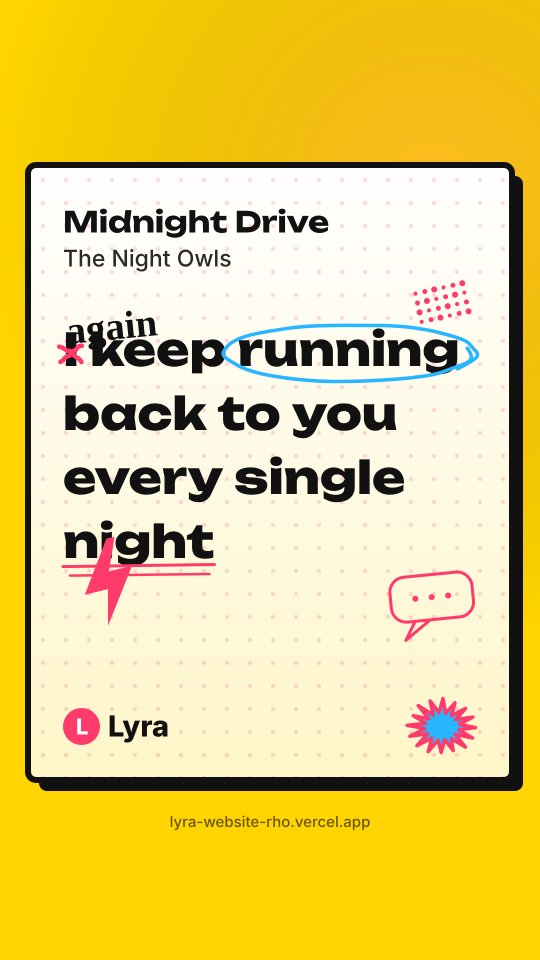 Midnight Drive
The Night Owls
again
I keep running
back to you
every single
night
L Lyra
lyra-website-rho.vercel.app